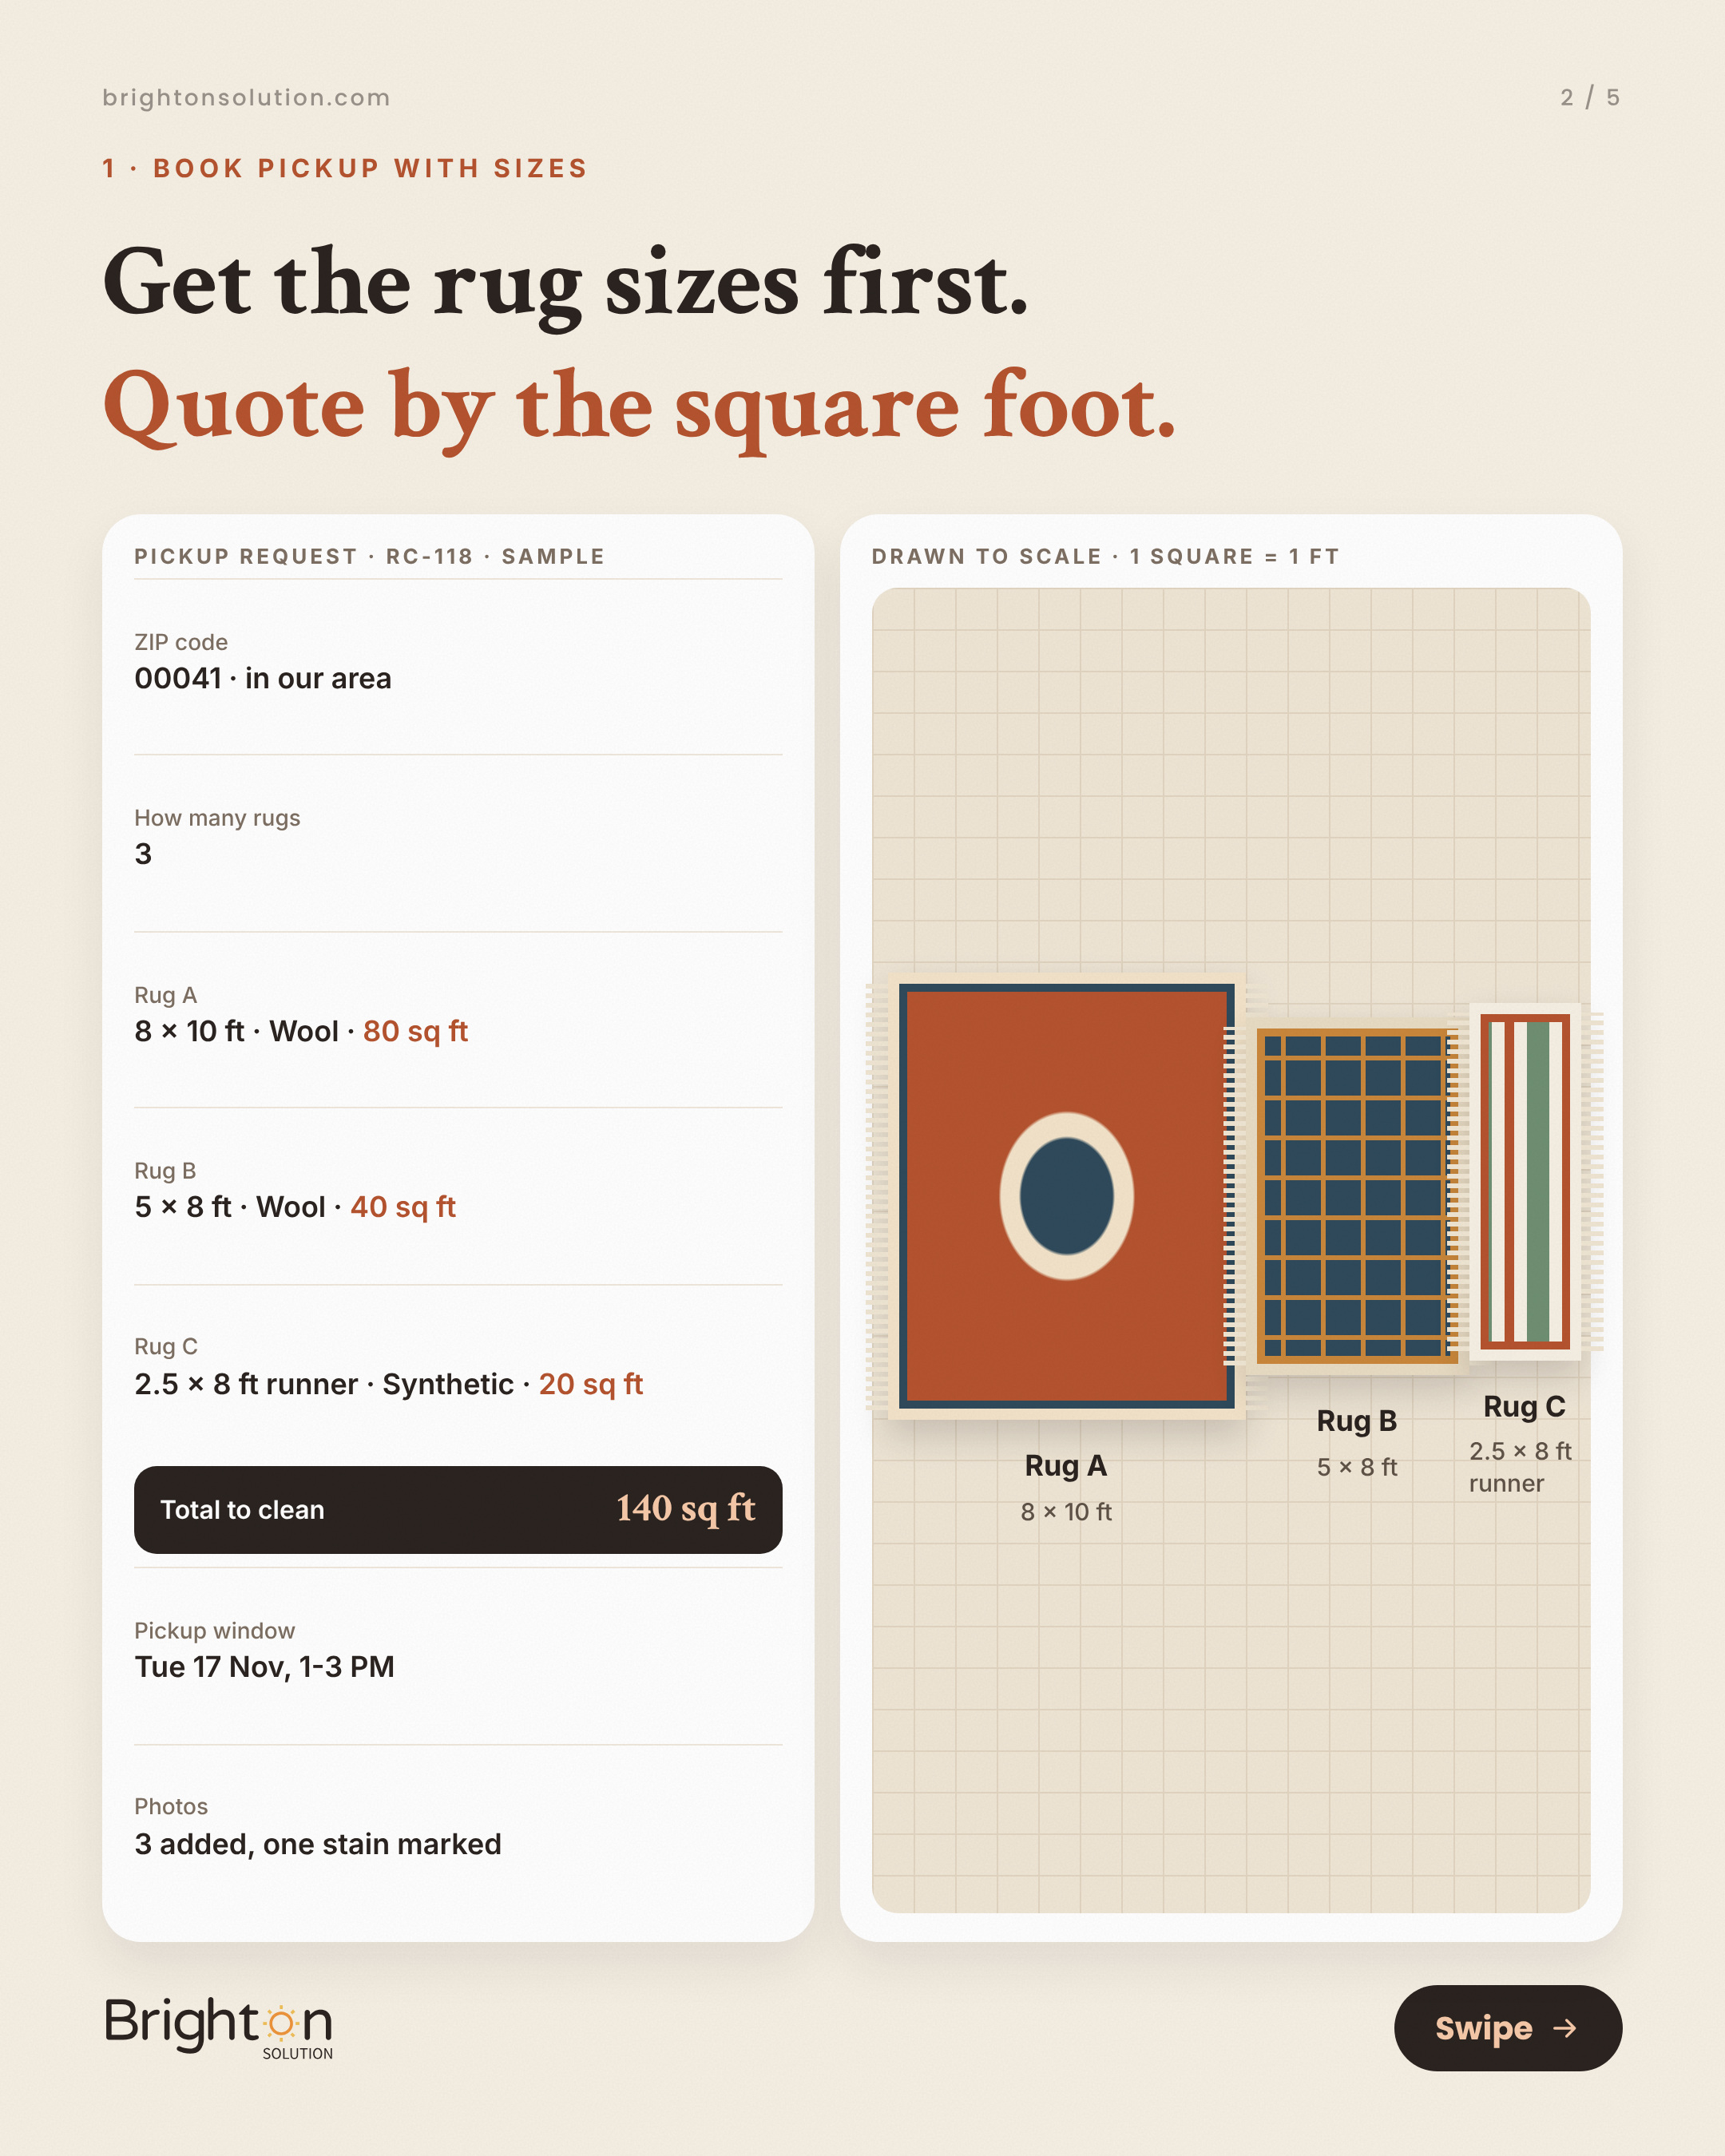 brightonsolution.com
2 / 5
1 · BOOK PICKUP WITH SIZES
Get the rug sizes first.
Quote by the square foot.
PICKUP REQUEST · RC-118 · SAMPLE
ZIP code
00041 · in our area
How many rugs
3
Rug A
8 × 10 ft · Wool · 80 sq ft
Rug B
5 × 8 ft · Wool · 40 sq ft
Rug C
2.5 × 8 ft runner · Synthetic · 20 sq ft
Total to clean 140 sq ft
Pickup window
Tue 17 Nov, 1-3 PM
Photos
3 added, one stain marked
DRAWN TO SCALE · 1 SQUARE = 1 FT
Rug A
8 × 10 ft
Rug B
5 × 8 ft
Rug C
2.5 × 8 ft
runner
Brighton
SOLUTION
Swipe →